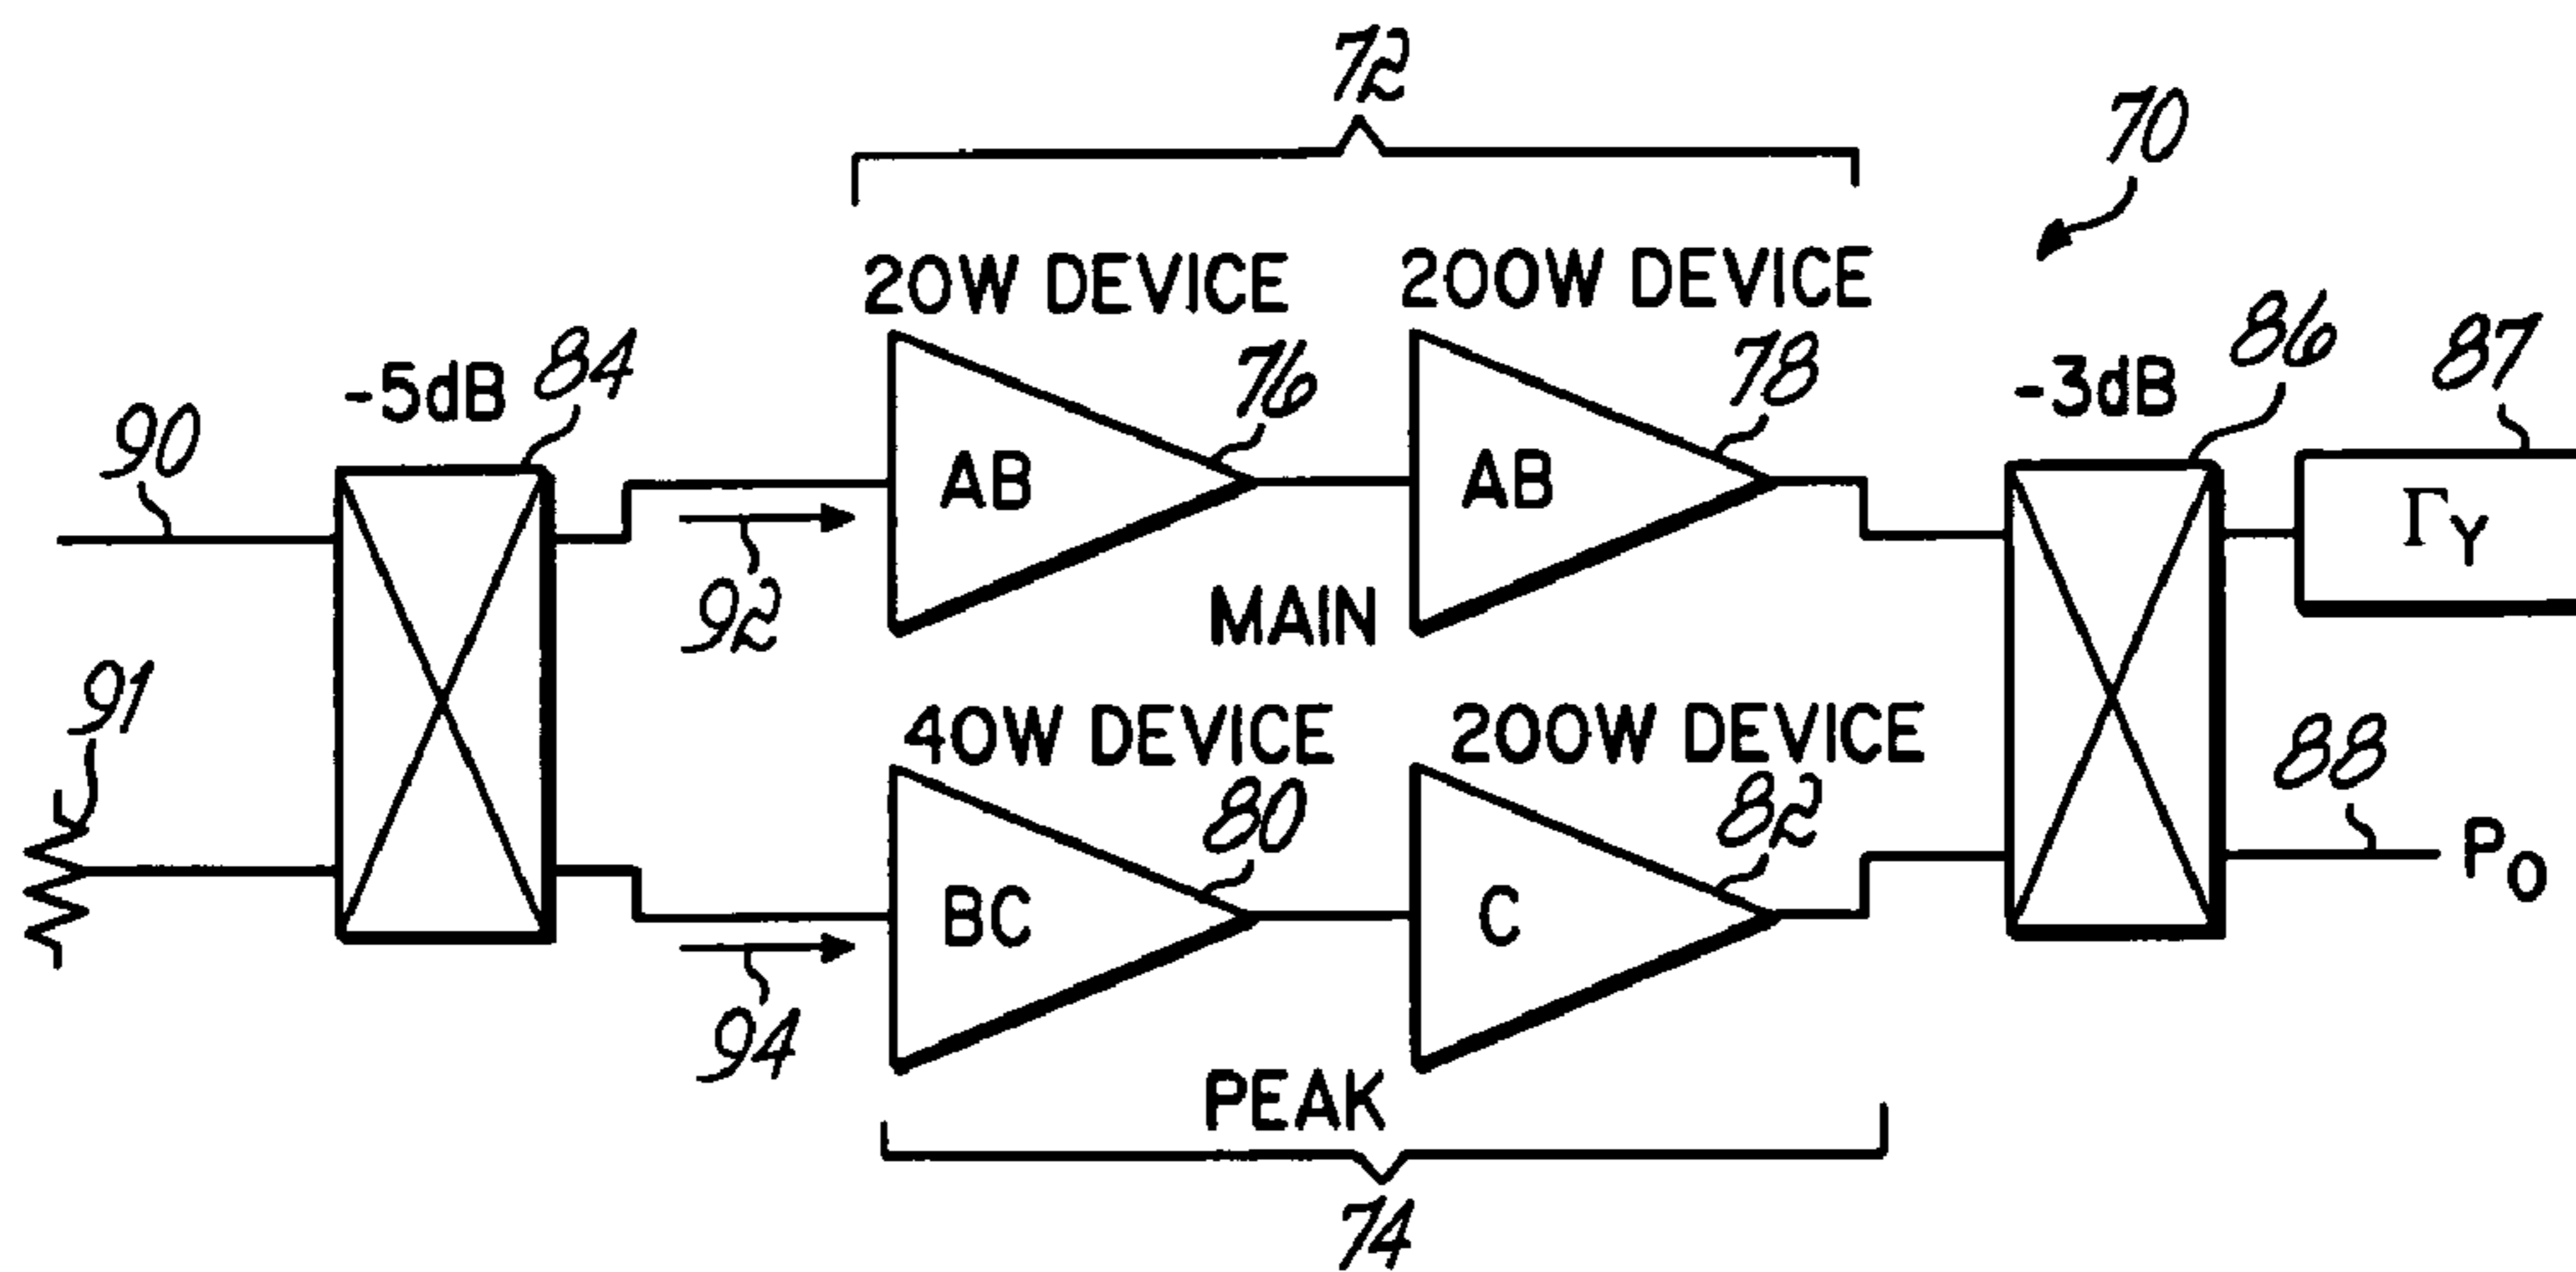 72
70
20W DEVICE
200W DEVICE
84
86
87
-5dB
76
78
-3dB
90
AB
AB
ΓY
92
MAIN
91
40W DEVICE
200W DEVICE
88
80
82
BC
C
PO
94
PEAK
74